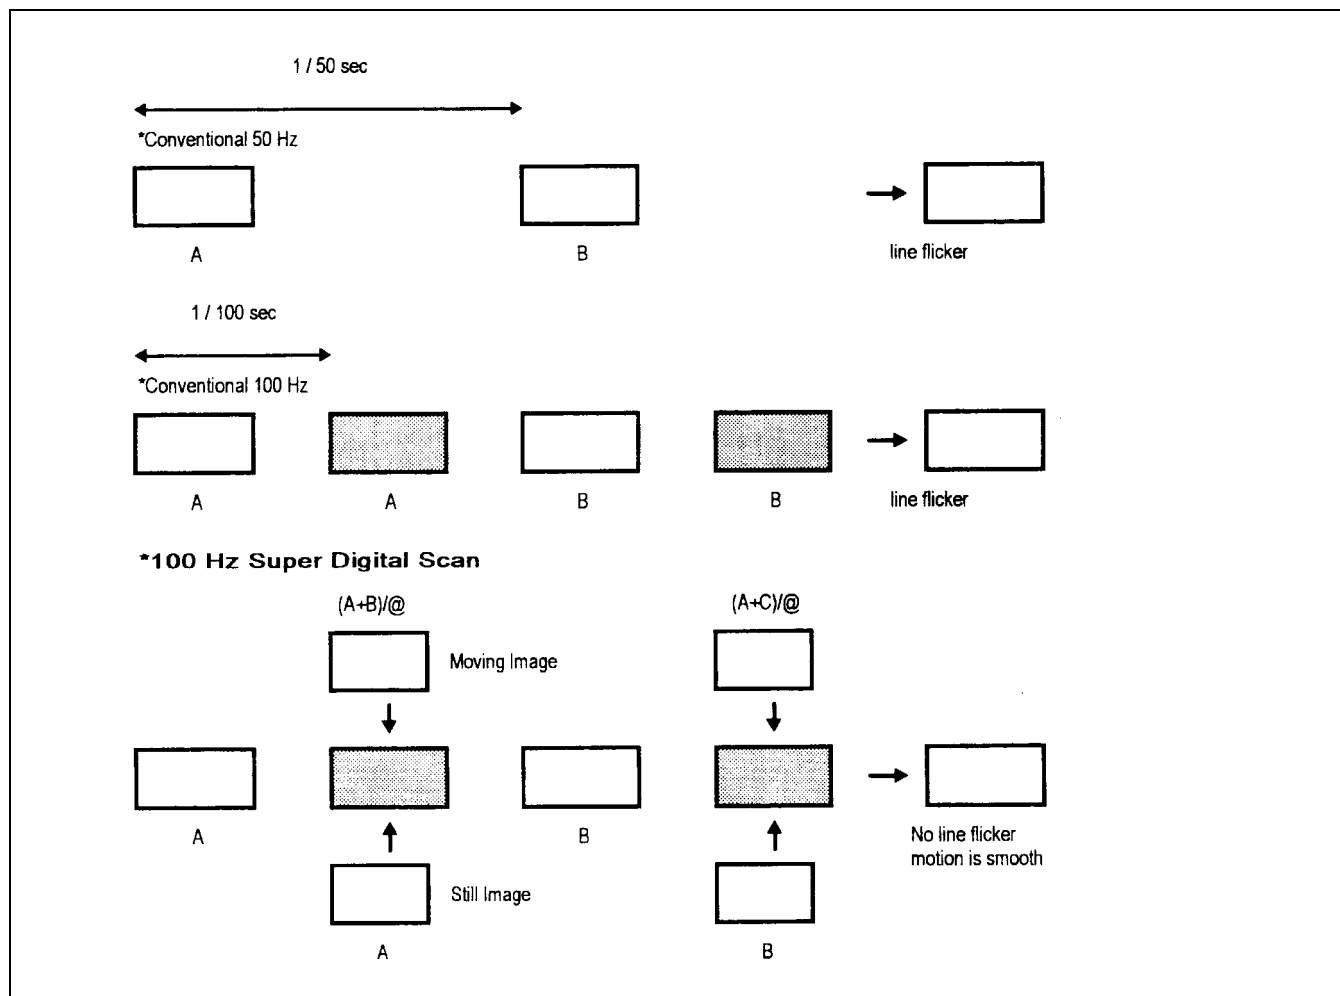 1 / 50 sec
*Conventional 50 Hz
A B line flicker
1 / 100 sec
*Conventional 100 Hz
A A B B line flicker
*100 Hz Super Digital Scan
(A+B)/@ (A+C)/@
Moving Image
A B No line flicker
motion is smooth
Still Image
A B